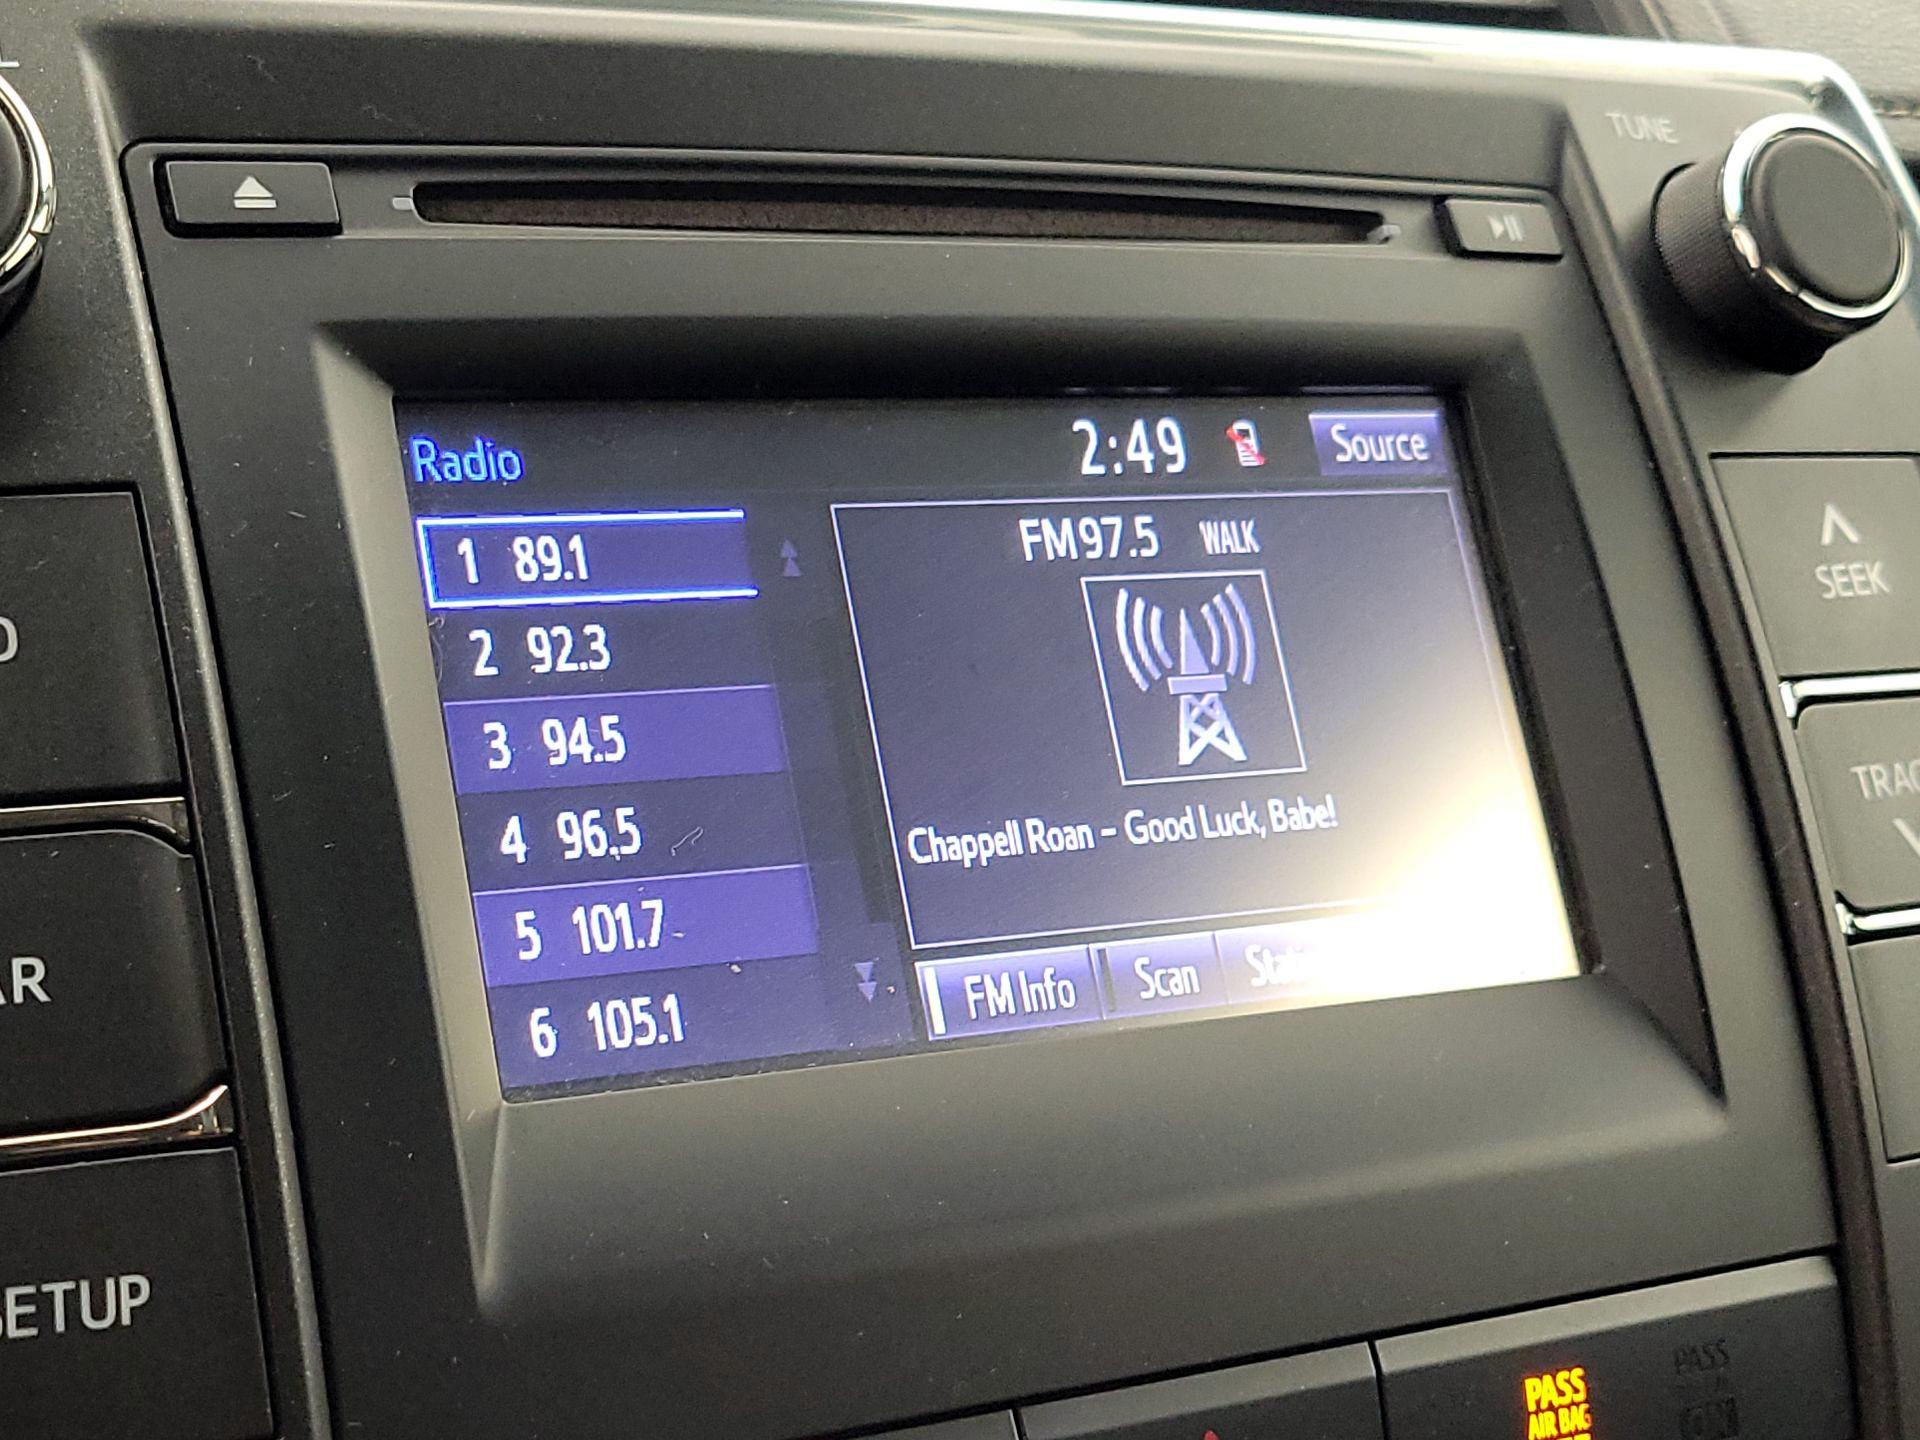 TUNE
Radio
2:49
Source
1 89.1
2 92.3
3 94.5
4 96.5
5 101.7
6 105.1
FM97.5 WALK
Chappell Roan - Good Luck, Babe!
FM Info
Scan
SEEK
PASS
AIR BAG
PASS